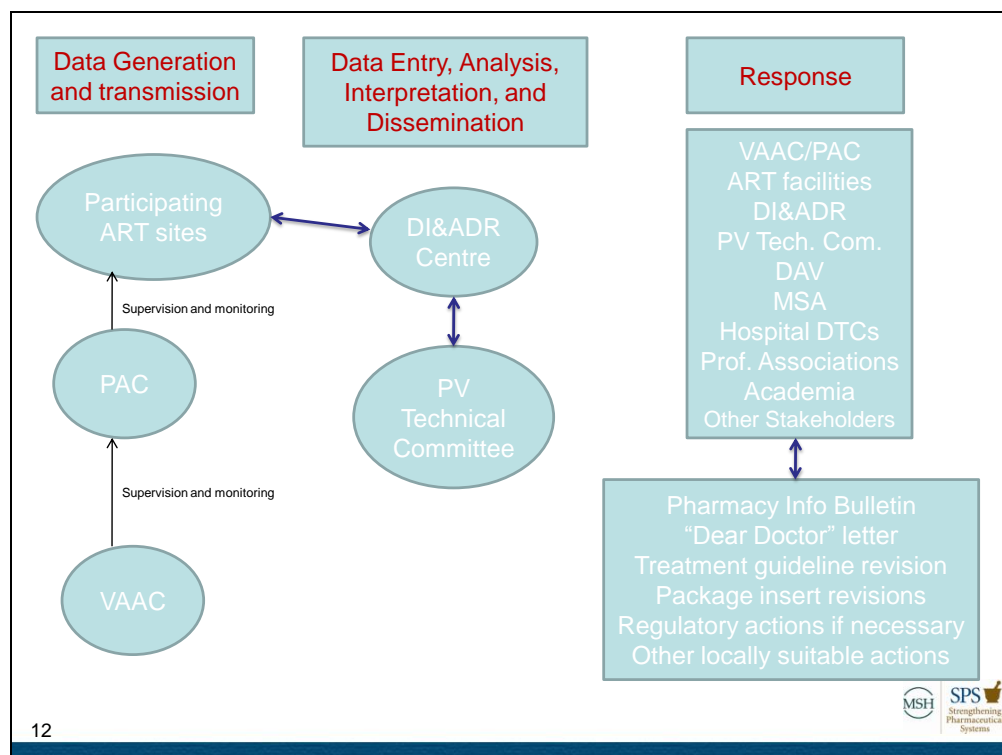 Data Generation
and transmission
Data Entry, Analysis,
Interpretation, and
Dissemination
Response
Participating
ART sites
Supervision and monitoring
PAC
Supervision and monitoring
VAAC
DI&ADR
Centre
PV
Technical
Committee
VAAC/PAC
ART facilities
DI&ADR
PV Tech. Com.
DAV
MSA
Hospital DTCs
Prof. Associations
Academia
Other Stakeholders
Pharmacy Info Bulletin
“Dear Doctor” letter
Treatment guideline revision
Package insert revisions
Regulatory actions if necessary
Other locally suitable actions
MSH
SPS
Strengthening
Pharmaceutical
Systems
12